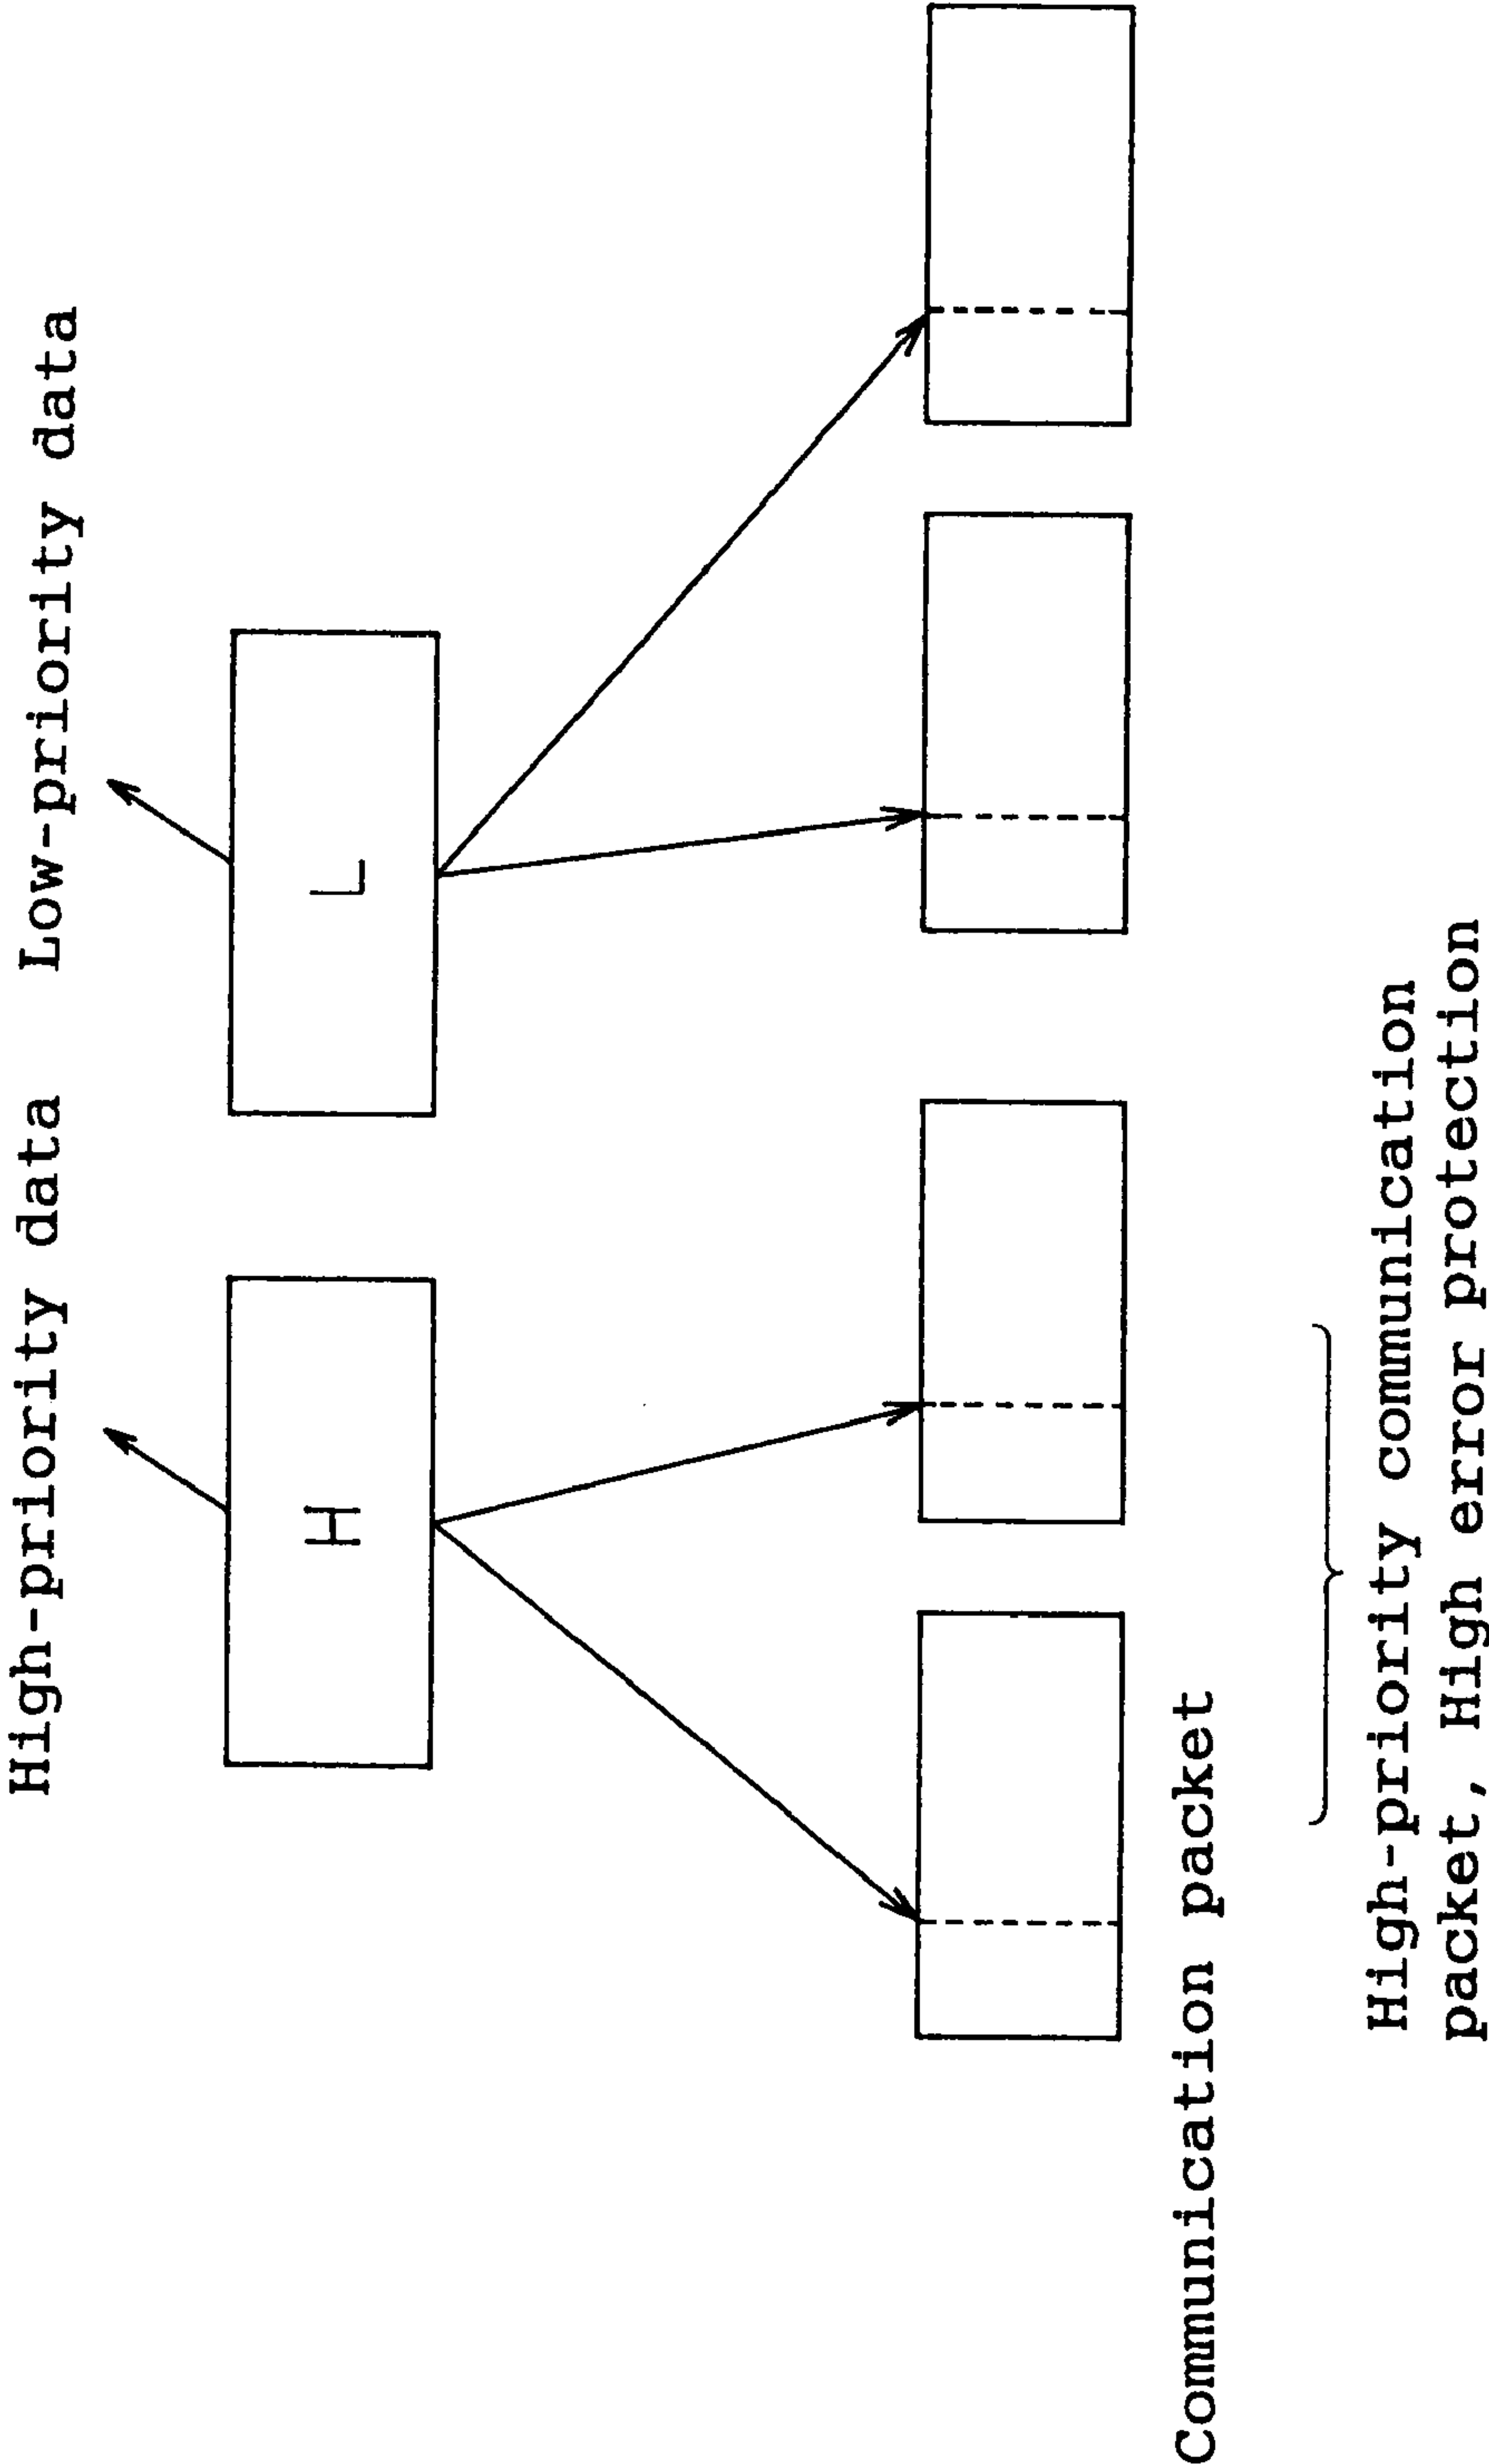 High-priority data
Low-priority data
H
L
Communication packet
High-priority communication
packet, High error protection